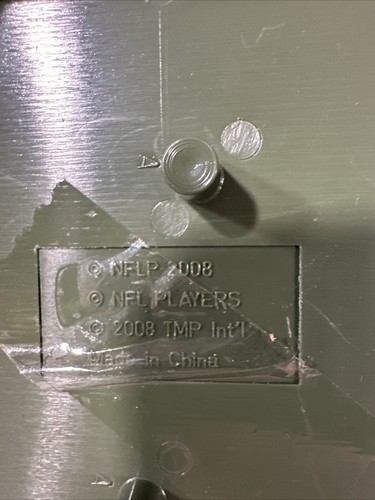 © NFLP 2008
© NFL PLAYERS
© 2008 TMP Int'l
Made in China